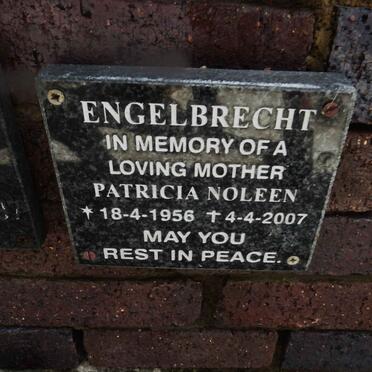 ENGELBRECHT
IN MEMORY OF A
LOVING MOTHER
PATRICIA NOLEEN
* 18-4-1956 ✝ 4-4-2007
MAY YOU
REST IN PEACE.